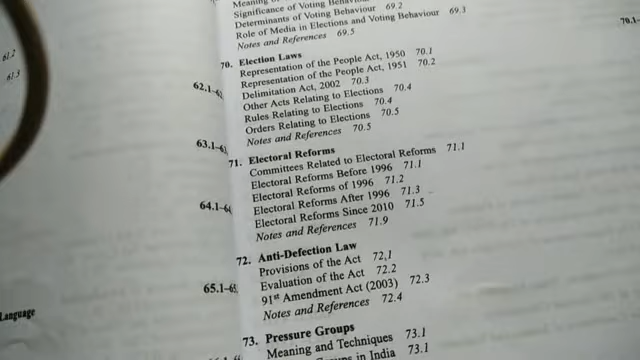 Significance of Voting
Determinants of Voting Behaviour 69.2
Role of Media in Elections and Voting Behaviour 69.3
Notes and References 69.5
70. Election Laws
Representation of the People Act, 1950 70.1
Representation of the People Act, 1951 70.2
Delimitation Act, 2002 70.3
Other Acts Relating to Elections 70.4
Rules Relating to Elections 70.4
Orders Relating to Elections 70.5
Notes and References 70.5
71. Electoral Reforms
Committees Related to Electoral Reforms 71.1
Electoral Reforms Before 1996 71.1
Electoral Reforms of 1996 71.2
Electoral Reforms After 1996 71.3
Electoral Reforms Since 2010 71.5
Notes and References 71.9
72. Anti-Defection Law
Provisions of the Act 72.1
Evaluation of the Act 72.2
91st Amendment Act (2003) 72.3
Notes and References 72.4
73. Pressure Groups
Meaning and Techniques 73.1
in India 73.1
61.2
61.3
62.1-
63.1-
64.1-
65.1-
Language
70.1-